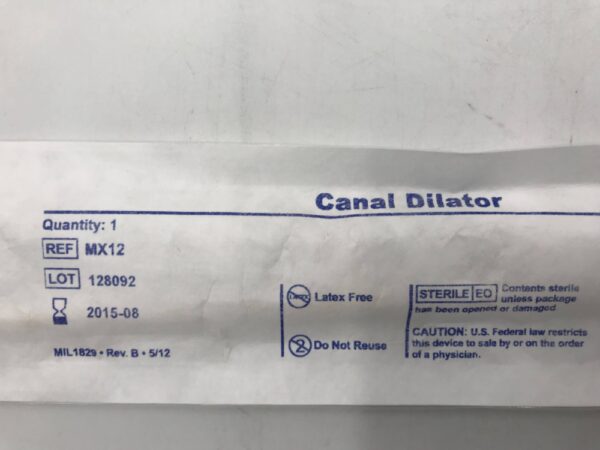 Canal Dilator
Quantity: 1
REF MX12
LOT 128092
2015-08
MIL1829 • Rev. B • 5/12
Latex Free
2 Do Not Reuse
STERILE EO Contents sterile
unless package
has been opened or damaged
CAUTION: U.S. Federal law restricts
this device to sale by or on the order
of a physician.